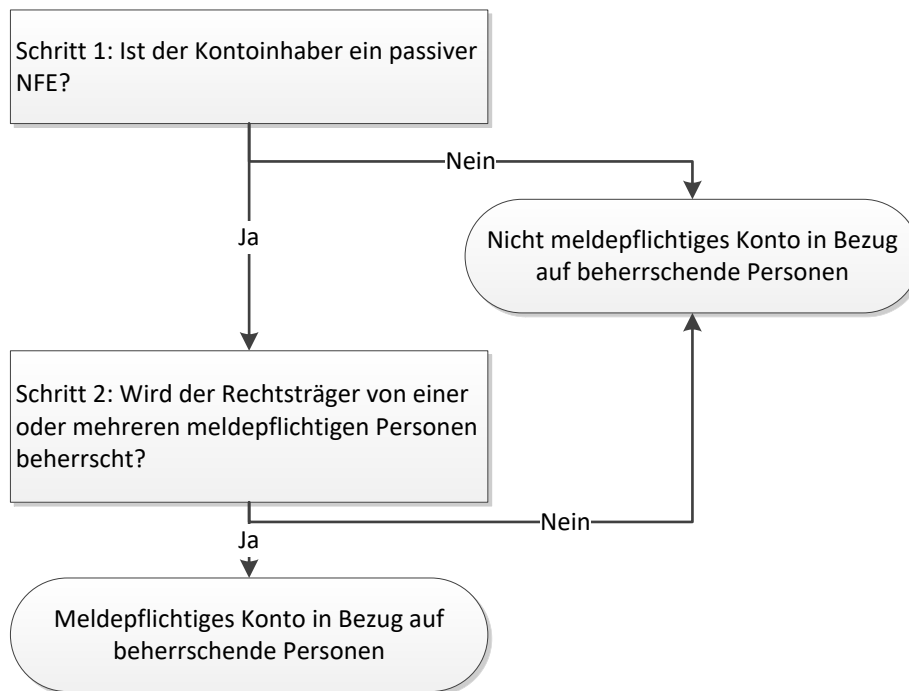 Schritt 1: Ist der Kontoinhaber ein passiver
NFE?
Nein
Ja
Nicht meldepflichtiges Konto in Bezug
auf beherrschende Personen
Schritt 2: Wird der Rechtsträger von einer
oder mehreren meldepflichtigen Personen
beherrscht?
Nein
Ja
Meldepflichtiges Konto in Bezug auf
beherrschende Personen